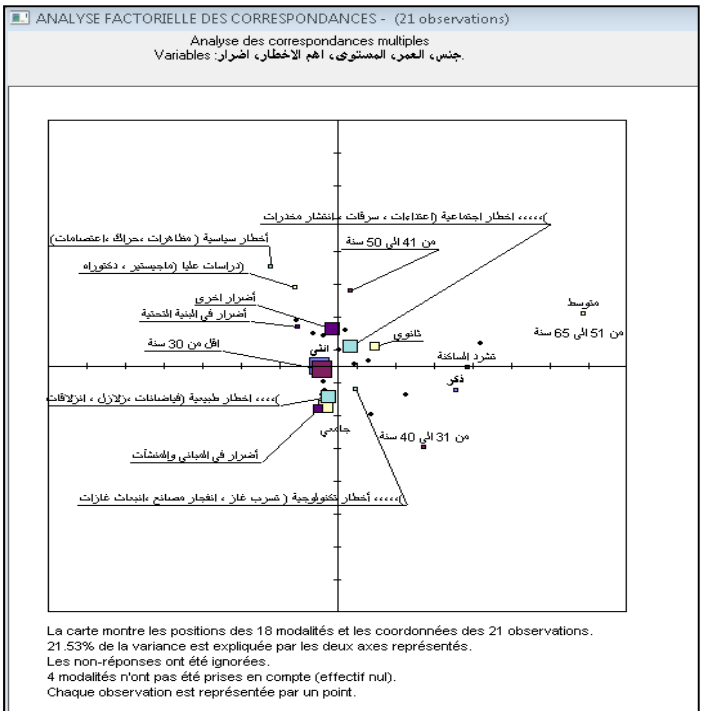 ANALYSE FACTORIELLE DES CORRESPONDANCES - (21 observations)
Analyse des correspondances multiples
Variables :جنس، العمر، المستوى، اهم الاخطار، اضرار.
)،،،،، اخطار اجتماعية (اعتداءات ، سرقات ، انتشار مخدرات
أخطار سياسية ( مظاهرات ،حراك ،اعتصامات)
من 41 الى 50 سنة
(دراسات عليا (ماجيستير ، دكتوراه
متوسط
أضرار اخرى
أضرار في البنية التحتية
ثانوي
من 51 الى 65 سنة
اقل من 30 سنة
انثى
تشرد الساكنة
ذكر
)،،،، اخطار طبيعية (فياضانات ،زلازل ، انزلاقات
جامعي
من 31 الى 40 سنة
أضرار في المباني والمنشآت
)،،،،، أخطار تكنولوجية ( تسرب غاز ، انفجار مصانع ،انبعاث غازات
La carte montre les positions des 18 modalités et les coordonnées des 21 observations.
21.53% de la variance est expliquée par les deux axes représentés.
Les non-réponses ont été ignorées.
4 modalités n'ont pas été prises en compte (effectif nul).
Chaque observation est représentée par un point.